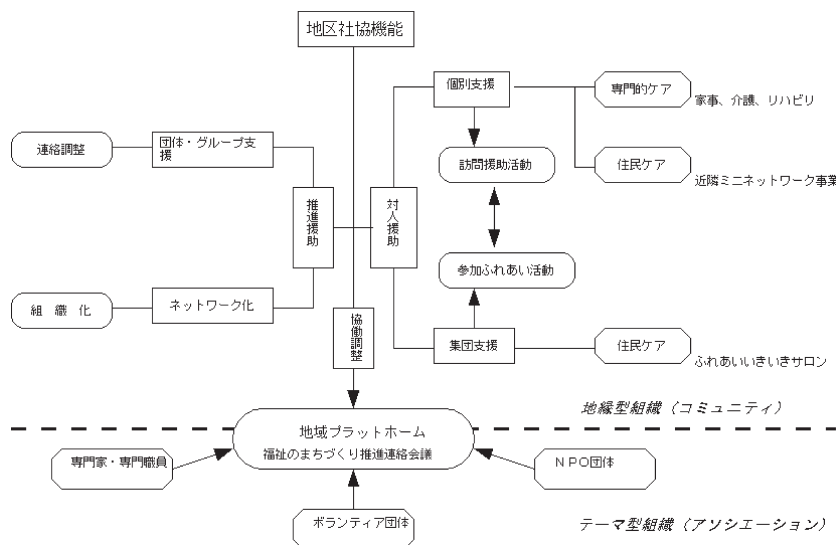 地区社協機能
個別支援
専門的ケア
家事、介護、リハビリ
連絡調整
団体・グループ支
援
訪問援助活動
住民ケア
近隣ミニネットワーク事業
推進援助
対人援助
参加ふれあい活動
組 織 化
ネットワーク化
協働調整
集団支援
住民ケア
ふれあいいきいきサロン
地縁型組織（コミュニティ）
地域プラットホーム
福祉のまちづくり推進連絡会議
専門家・専門職員
ＮＰＯ団体
ボランティア団体
テーマ型組織（アソシエーション）